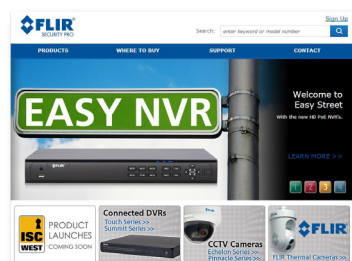 FLIR
SECURITY PRO
Sign Up
Search: enter keyword or model number
PRODUCTS
WHERE TO BUY
SUPPORT
CONTACT
EASY NVR
Welcome to
Easy Street
With the new HD PoE NVR's.
LEARN MORE >>
FLIR
1 2 3 4
ISC
WEST
PRODUCT
LAUNCHES
COMING SOON
Connected DVRs
Touch Series >>
Summit Series >>
CCTV Cameras
Echelon Series >>
Pinnacle Series >>
FLIR
FLIR Thermal Cameras >>